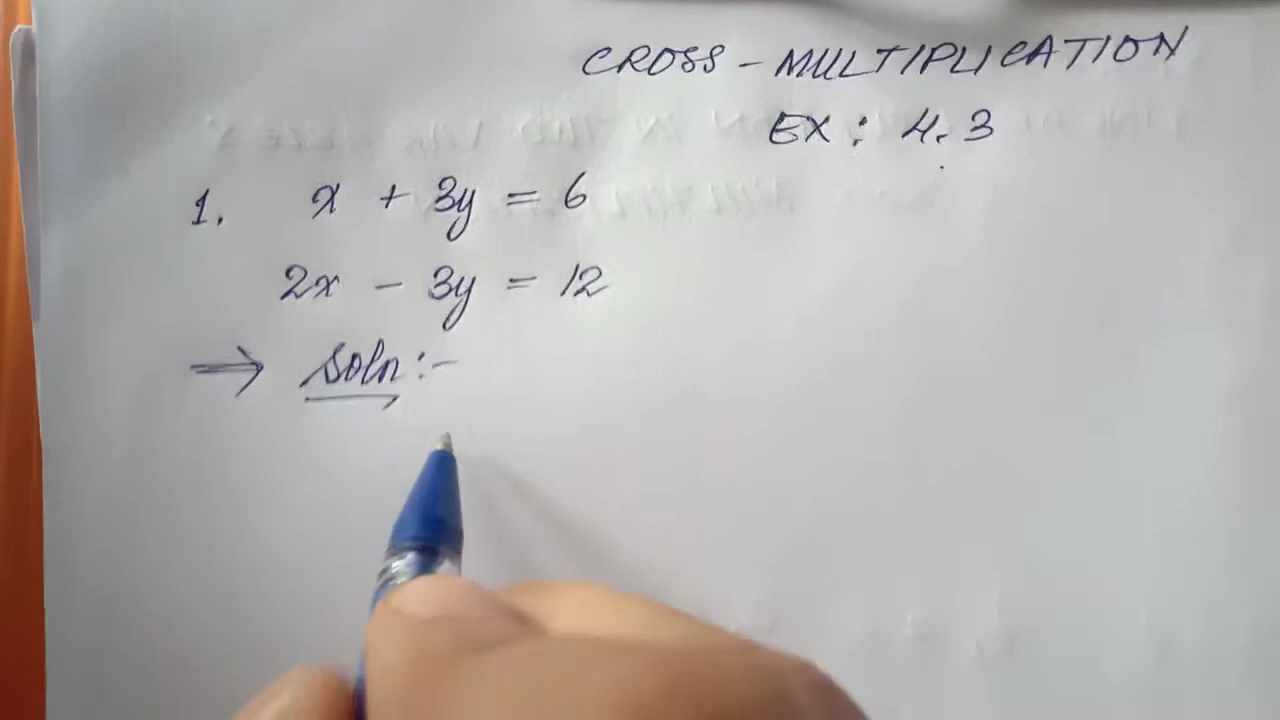 CROSS - MULTIPLICATION
EX : 4.3
1. x + 3y = 6
2x - 3y = 12
⇒ Soln :-